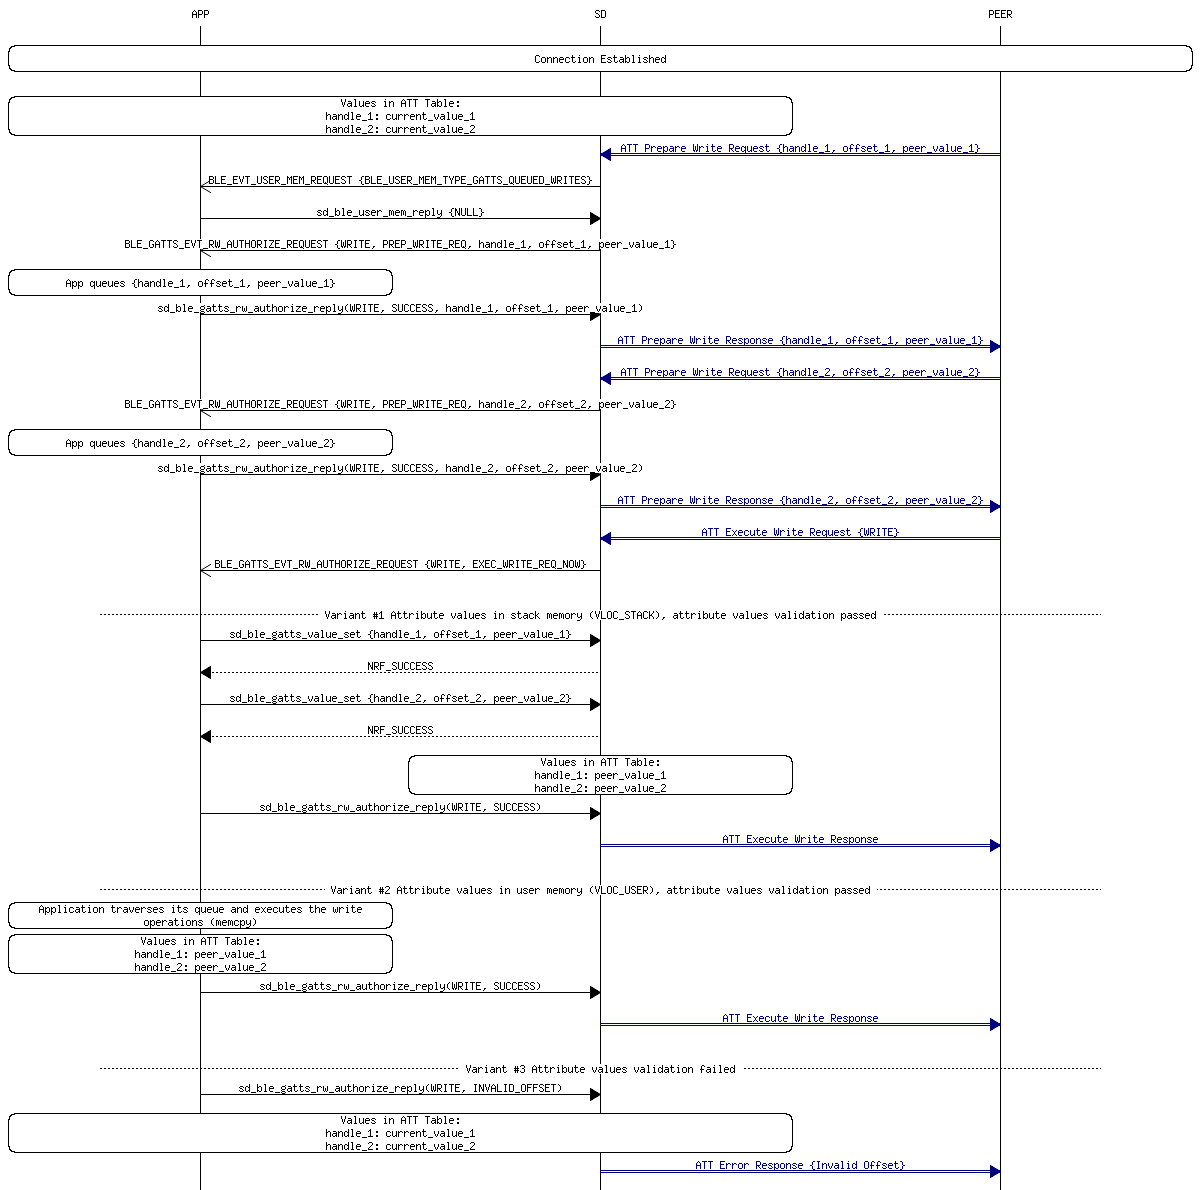 APP SD PEER
Connection Established
Values in ATT Table:
handle_1: current_value_1
handle_2: current_value_2
ATT Prepare Write Request {handle_1, offset_1, peer_value_1}
BLE_EVT_USER_MEM_REQUEST {BLE_USER_MEM_TYPE_GATTS_QUEUED_WRITES}
sd_ble_user_mem_reply {NULL}
BLE_GATTS_EVT_RW_AUTHORIZE_REQUEST {WRITE, PREP_WRITE_REQ, handle_1, offset_1, peer_value_1}
App queues {handle_1, offset_1, peer_value_1}
sd_ble_gatts_rw_authorize_reply(WRITE, SUCCESS, handle_1, offset_1, peer_value_1)
ATT Prepare Write Response {handle_1, offset_1, peer_value_1}
ATT Prepare Write Request {handle_2, offset_2, peer_value_2}
BLE_GATTS_EVT_RW_AUTHORIZE_REQUEST {WRITE, PREP_WRITE_REQ, handle_2, offset_2, peer_value_2}
App queues {handle_2, offset_2, peer_value_2}
sd_ble_gatts_rw_authorize_reply(WRITE, SUCCESS, handle_2, offset_2, peer_value_2)
ATT Prepare Write Response {handle_2, offset_2, peer_value_2}
ATT Execute Write Request {WRITE}
BLE_GATTS_EVT_RW_AUTHORIZE_REQUEST {WRITE, EXEC_WRITE_REQ_NOW}
Variant #1 Attribute values in stack memory (VLOC_STACK), attribute values validation passed
sd_ble_gatts_value_set {handle_1, offset_1, peer_value_1}
NRF_SUCCESS
sd_ble_gatts_value_set {handle_2, offset_2, peer_value_2}
NRF_SUCCESS
Values in ATT Table:
handle_1: peer_value_1
handle_2: peer_value_2
sd_ble_gatts_rw_authorize_reply(WRITE, SUCCESS)
ATT Execute Write Response
Variant #2 Attribute values in user memory (VLOC_USER), attribute values validation passed
Application traverses its queue and executes the write
operations (memcpy)
Values in ATT Table:
handle_1: peer_value_1
handle_2: peer_value_2
sd_ble_gatts_rw_authorize_reply(WRITE, SUCCESS)
ATT Execute Write Response
Variant #3 Attribute values validation failed
sd_ble_gatts_rw_authorize_reply(WRITE, INVALID_OFFSET)
Values in ATT Table:
handle_1: current_value_1
handle_2: current_value_2
ATT Error Response {Invalid Offset}